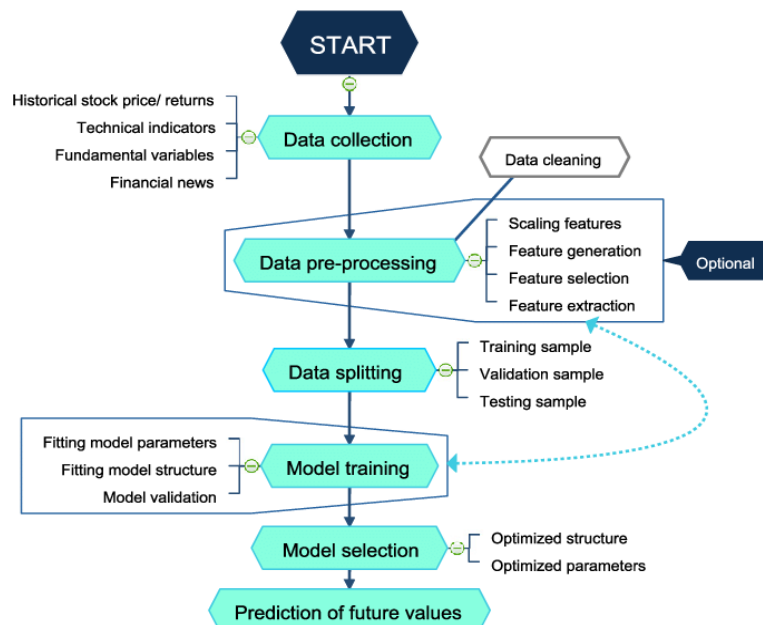 START
Historical stock price/ returns
Technical indicators
Fundamental variables
Financial news
Data collection
Data cleaning
Data pre-processing
Scaling features
Feature generation
Feature selection
Feature extraction
Optional
Data splitting
Training sample
Validation sample
Testing sample
Fitting model parameters
Fitting model structure
Model validation
Model training
Model selection
Optimized structure
Optimized parameters
Prediction of future values